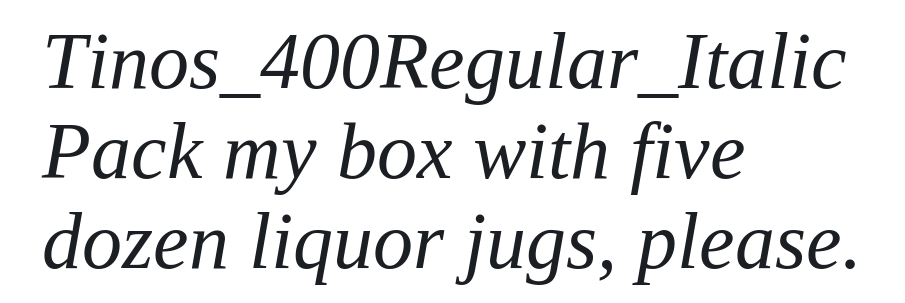 Tinos_400Regular_Italic
Pack my box with five
dozen liquor jugs, please.